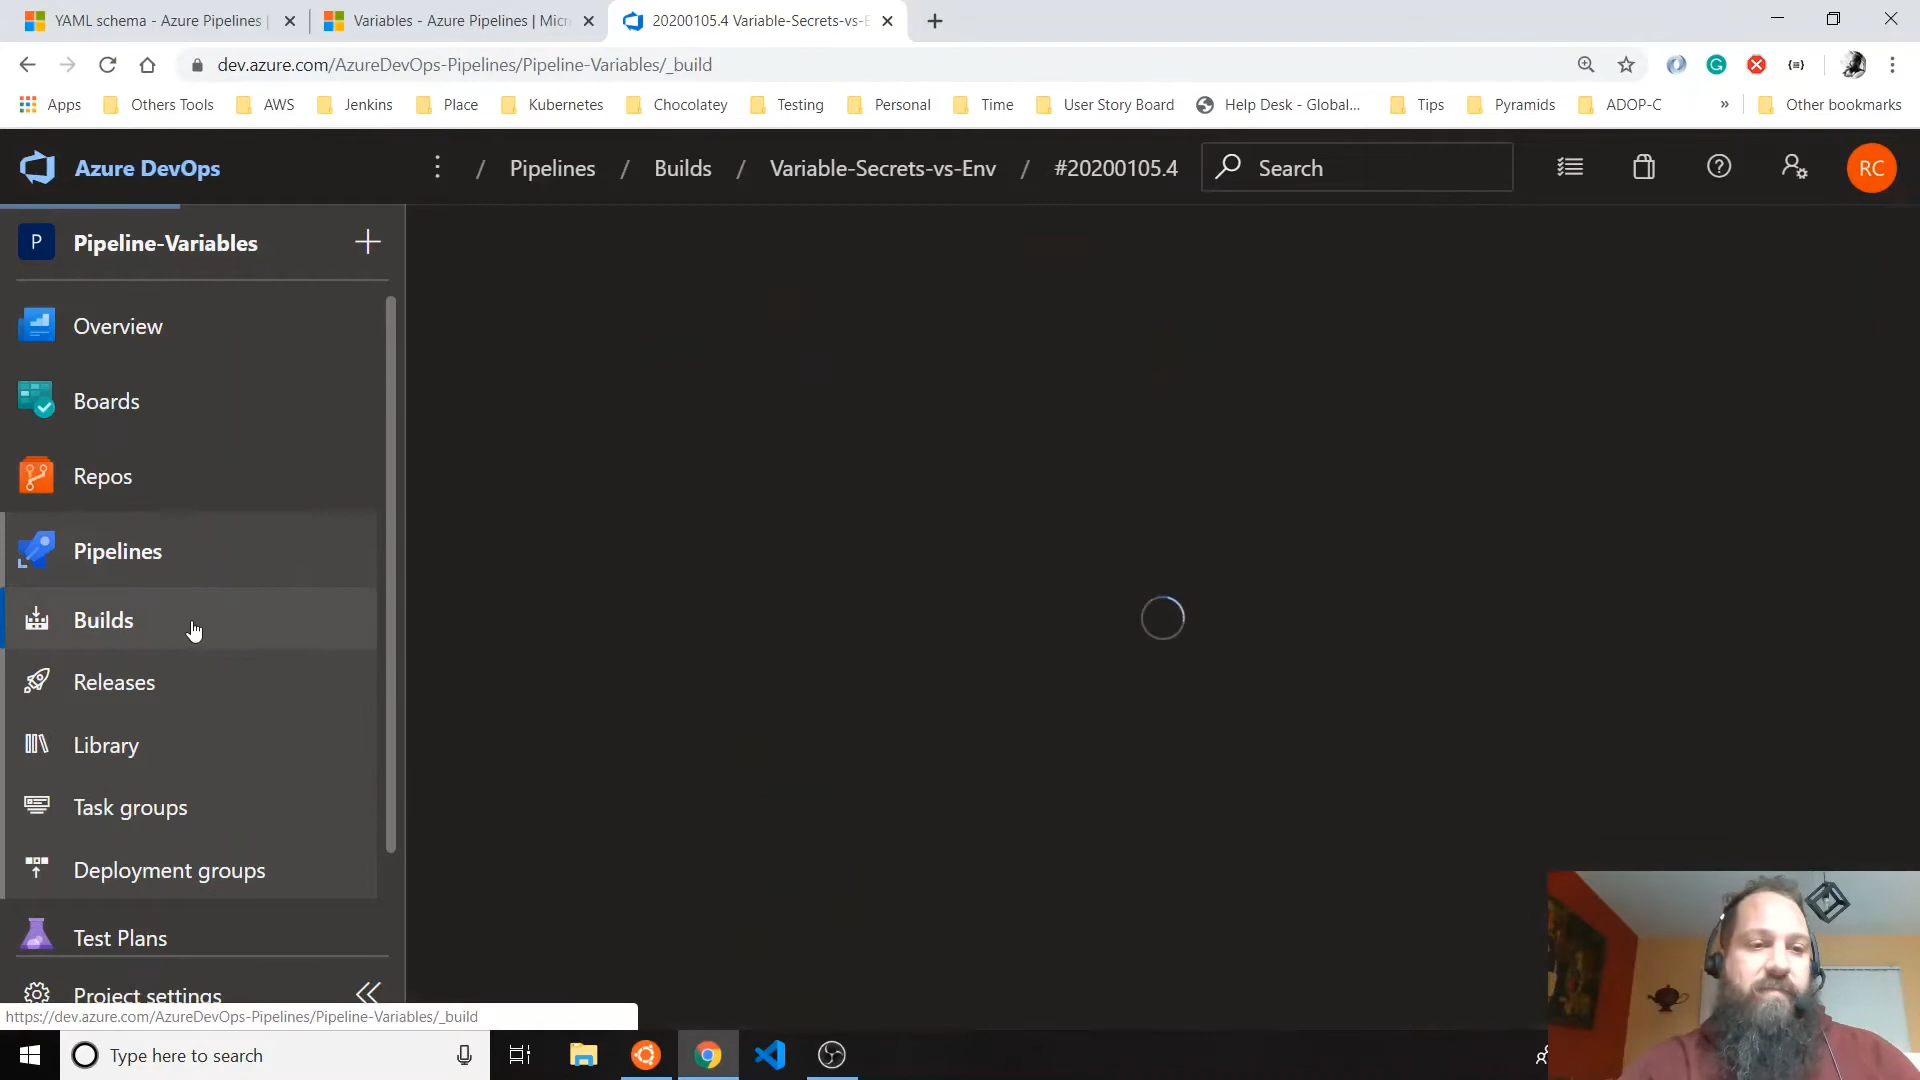 YAML schema - Azure Pipelines |
Variables - Azure Pipelines | Micr
20200105.4 Variable-Secrets-vs-E
dev.azure.com/AzureDevOps-Pipelines/Pipeline-Variables/_build
Apps
Others Tools
AWS
Jenkins
Place
Kubernetes
Chocolatey
Testing
Personal
Time
User Story Board
Help Desk - Global...
Tips
Pyramids
ADOP-C
»
Other bookmarks
Azure DevOps
/ Pipelines / Builds / Variable-Secrets-vs-Env / #20200105.4
Search
RC
P
Pipeline-Variables
Overview
Boards
Repos
Pipelines
Builds
Releases
Library
Task groups
Deployment groups
Test Plans
Project settings
https://dev.azure.com/AzureDevOps-Pipelines/Pipeline-Variables/_build
Type here to search